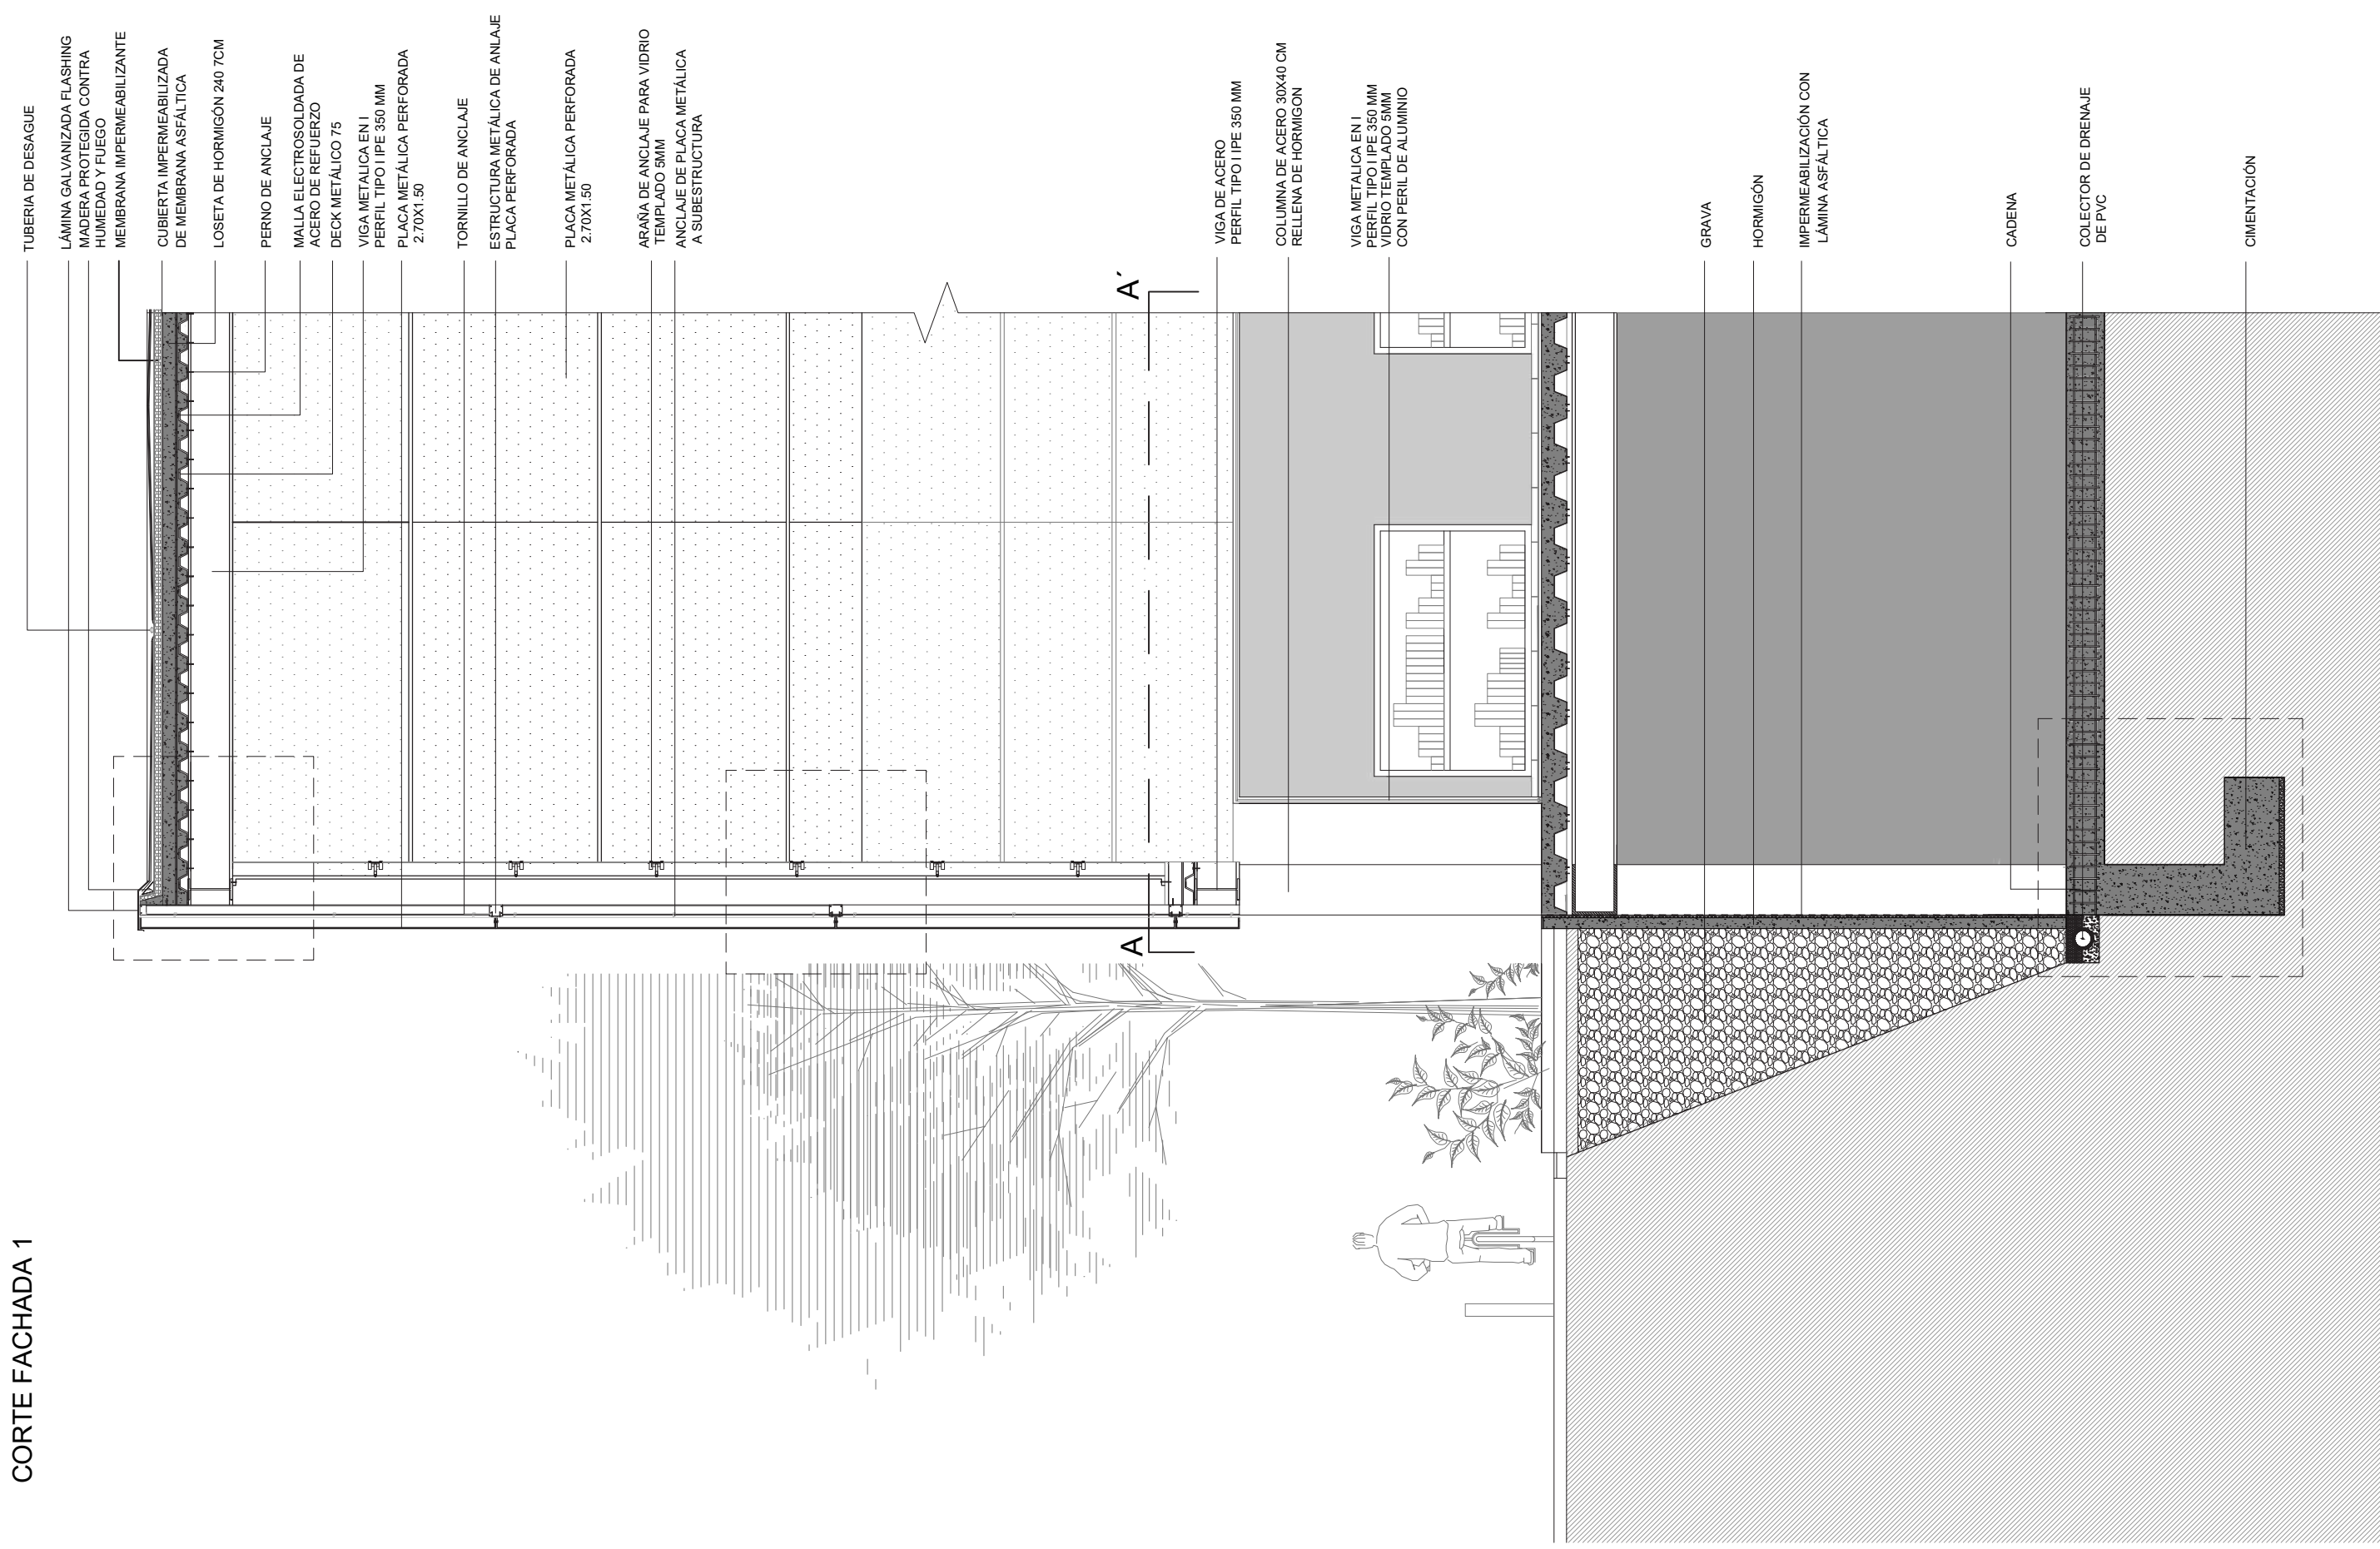 CORTE FACHADA 1
TUBERIA DE DESAGUE
LÁMINA GALVANIZADA FLASHING
MADERA PROTEGIDA CONTRA
HUMEDAD Y FUEGO
MEMBRANA IMPERMEABILIZANTE
CUBIERTA IMPERMEABILIZADA
DE MEMBRANA ASFÁLTICA
LOSETA DE HORMIGÓN 240 7CM
PERNO DE ANCLAJE
MALLA ELECTROSOLDADA DE
ACERO DE REFUERZO
DECK METÁLICO 75
VIGA METALICA EN I
PERFIL TIPO I IPE 350 MM
PLACA METÁLICA PERFORADA
2.70X1.50
TORNILLO DE ANCLAJE
ESTRUCTURA METÁLICA DE ANLAJE
PLACA PERFORADA
PLACA METÁLICA PERFORADA
2.70X1.50
ARAÑA DE ANCLAJE PARA VIDRIO
TEMPLADO 5MM
ANCLAJE DE PLACA METÁLICA
A SUBESTRUCTURA
A´
A
VIGA DE ACERO
PERFIL TIPO I IPE 350 MM
COLUMNA DE ACERO 30X40 CM
RELLENA DE HORMIGON
VIGA METALICA EN I
PERFIL TIPO I IPE 350 MM
VIDRIO TEMPLADO 5MM
CON PERIL DE ALUMINIO
GRAVA
HORMIGÓN
IMPERMEABILIZACIÓN CON
LÁMINA ASFÁLTICA
CADENA
COLECTOR DE DRENAJE
DE PVC
CIMENTACIÓN